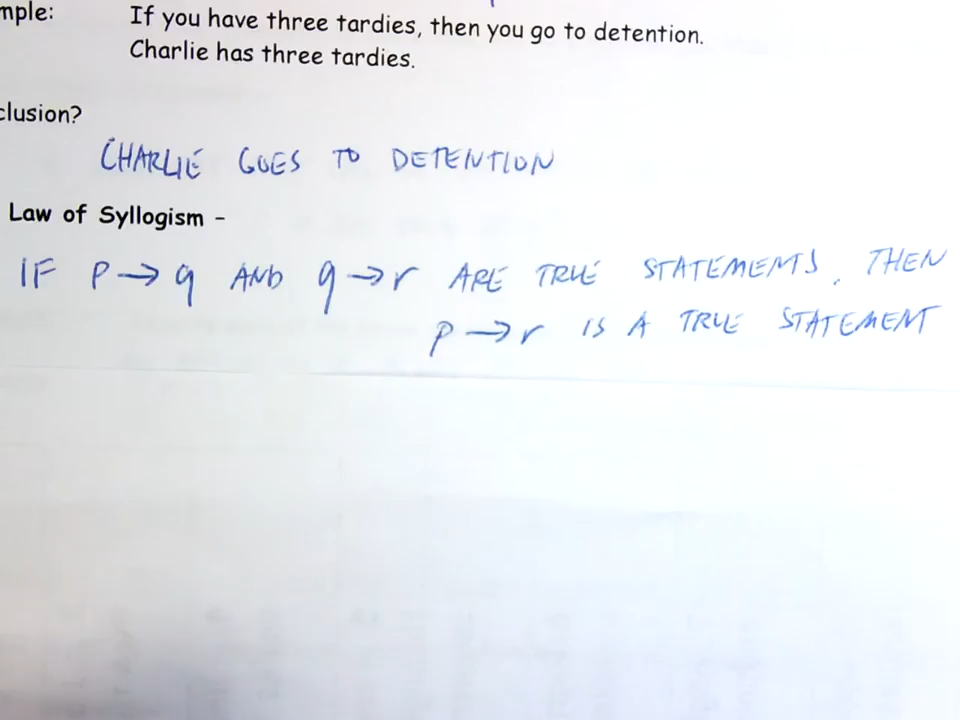 mple: If you have three tardies, then you go to detention.
Charlie has three tardies.
clusion?
CHARLIE GOES TO DETENTION
Law of Syllogism -
IF P → q AND q → r ARE TRUE STATEMENTS, THEN
p → r IS A TRUE STATEMENT